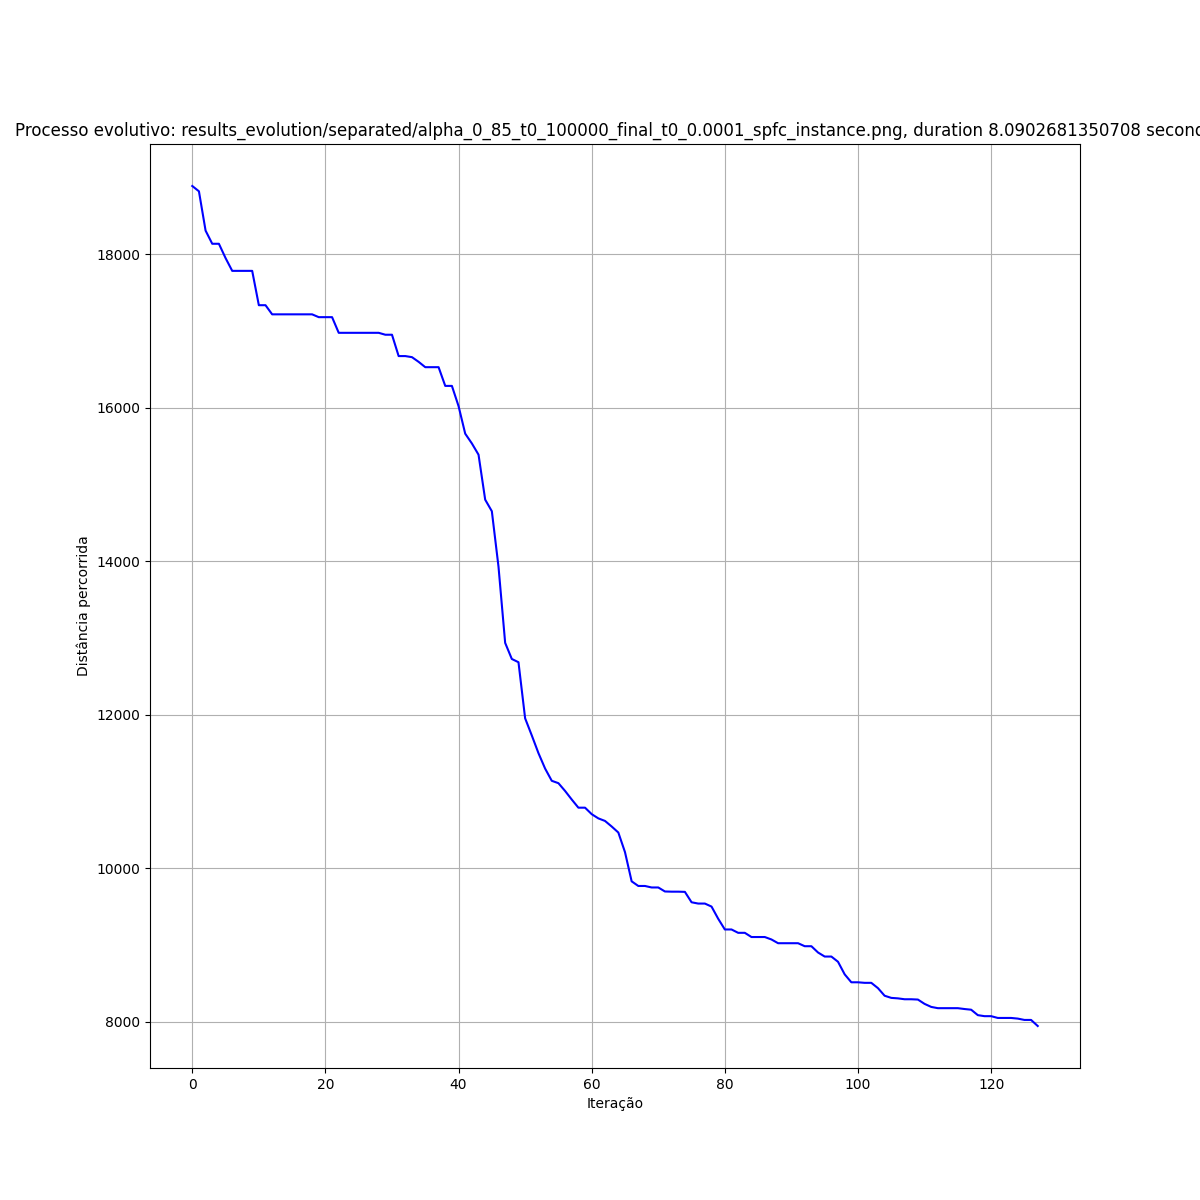 Processo evolutivo: results_evolution/separated/alpha_0_85_t0_100000_final_t0_0.0001_spfc_instance.png, duration 8.0902681350708 second
18000
16000
14000
12000
10000
8000
Distância percorrida
0 20 40 60 80 100 120
Iteração